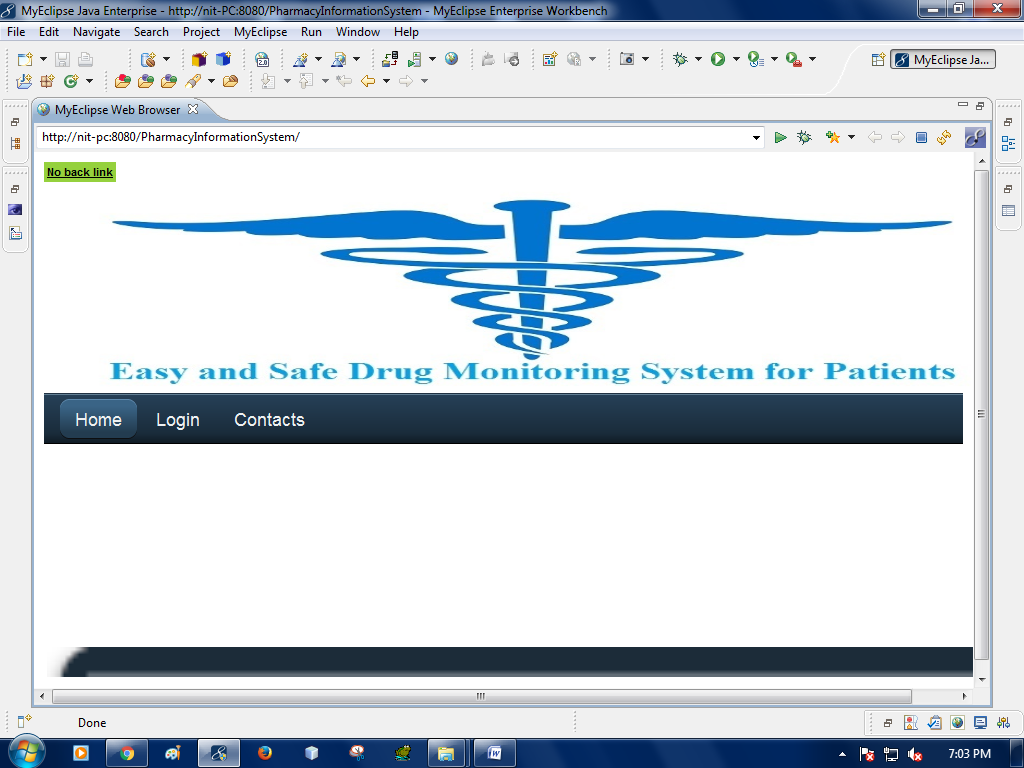 MyEclipse Java Enterprise - http://nit-PC:8080/PharmacyInformationSystem - MyEclipse Enterprise Workbench
File Edit Navigate Search Project MyEclipse Run Window Help
2.0
MyEclipse Ja...
MyEclipse Web Browser
http://nit-pc:8080/PharmacyInformationSystem/
No back link
Easy and Safe Drug Monitoring System for Patients
Home Login Contacts
Done
7:03 PM